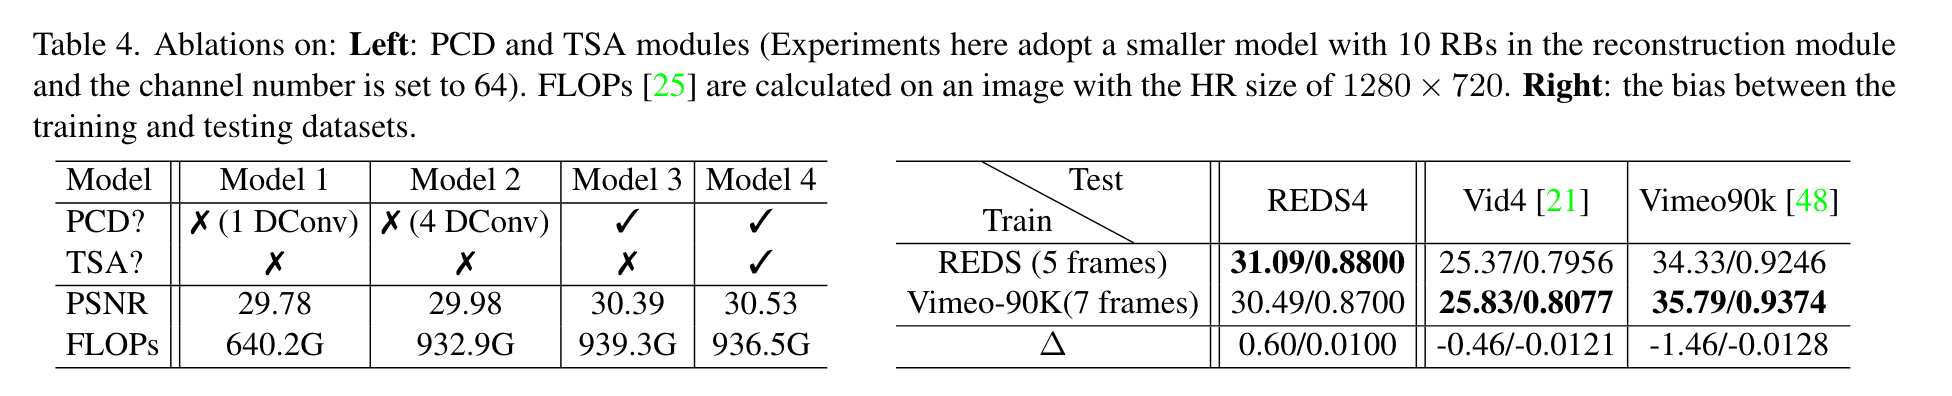 Table 4. Ablations on: Left: PCD and TSA modules (Experiments here adopt a smaller model with 10 RBs in the reconstruction module
and the channel number is set to 64). FLOPs [25] are calculated on an image with the HR size of 1280 × 720. Right: the bias between the
training and testing datasets.
Model Model 1 Model 2 Model 3 Model 4
PCD? ✗ (1 DConv) ✗ (4 DConv) ✓ ✓
TSA? ✗ ✗ ✗ ✓
PSNR 29.78 29.98 30.39 30.53
FLOPs 640.2G 932.9G 939.3G 936.5G
Test
Train
REDS4 Vid4 [21] Vimeo90k [48]
REDS (5 frames) 31.09/0.8800 25.37/0.7956 34.33/0.9246
Vimeo-90K(7 frames) 30.49/0.8700 25.83/0.8077 35.79/0.9374
Δ 0.60/0.0100 -0.46/-0.0121 -1.46/-0.0128